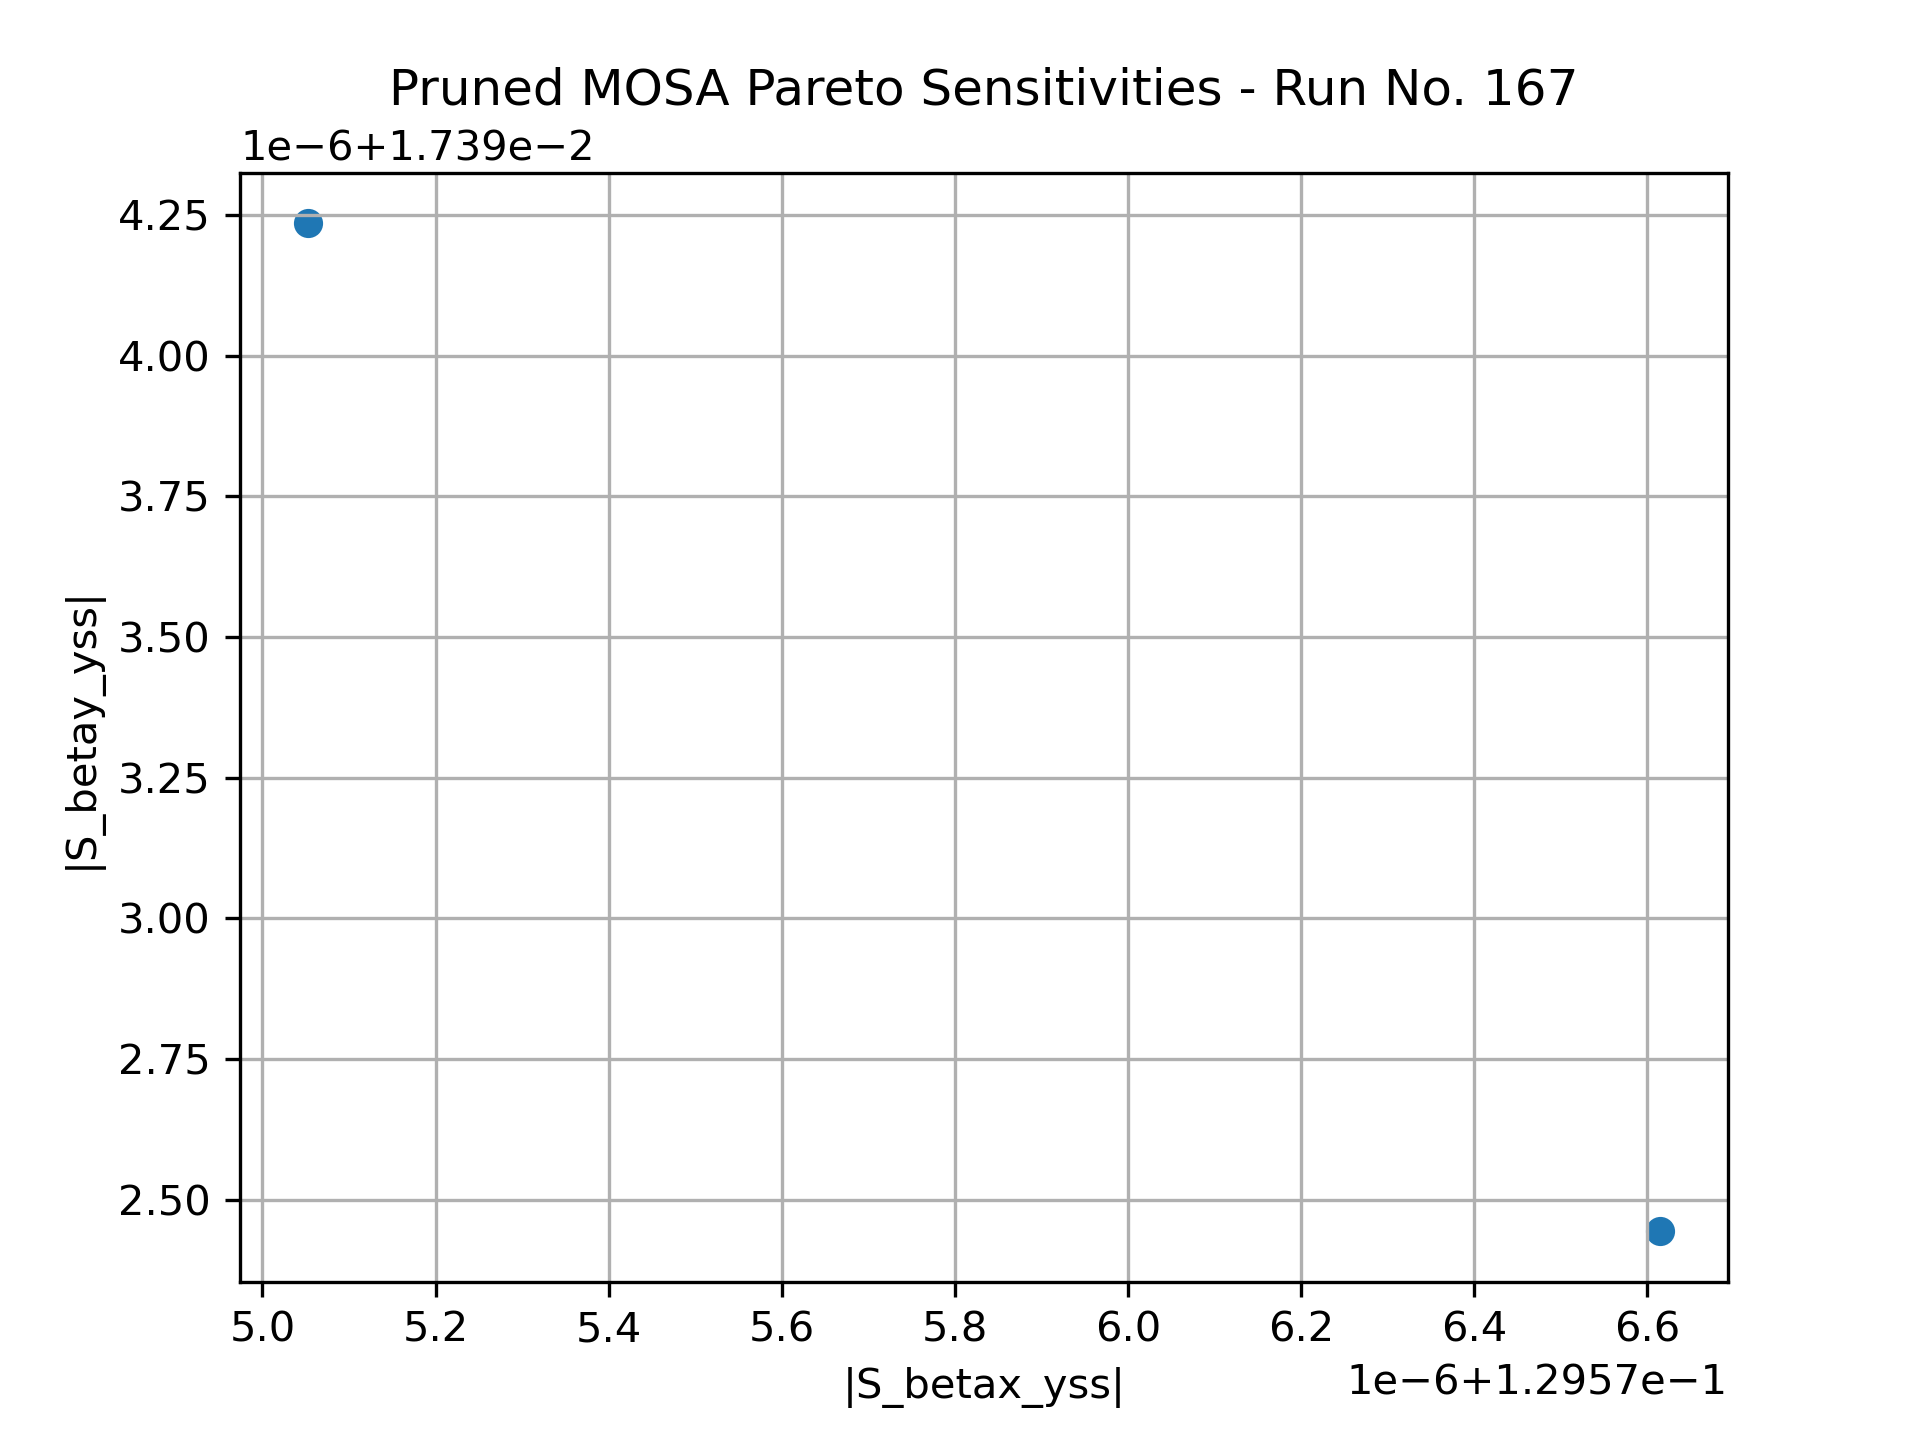 Pruned MOSA Pareto Sensitivities - Run No. 167
1e−6+1.739e−2
4.25
4.00
3.75
3.50
3.25
3.00
2.75
2.50
|S_betay_yss|
5.0 5.2 5.4 5.6 5.8 6.0 6.2 6.4 6.6
|S_betax_yss|
1e−6+1.2957e−1